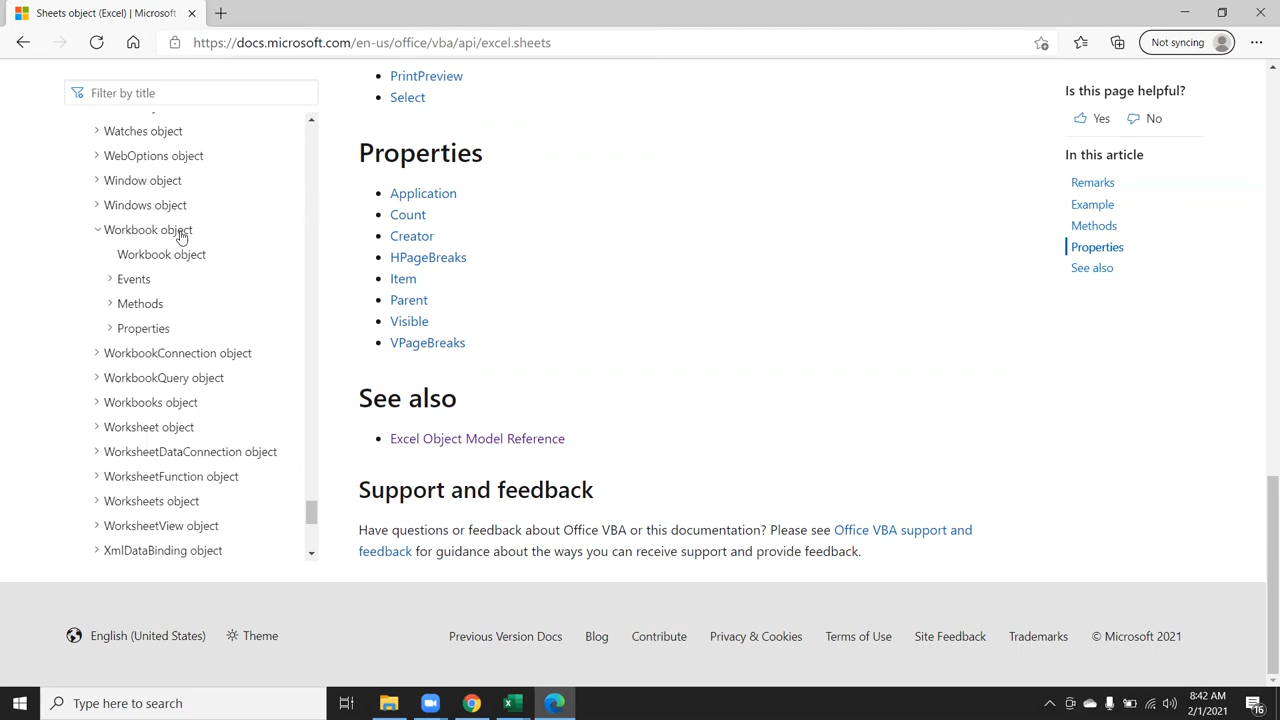 Sheets object (Excel) | Microsoft
https://docs.microsoft.com/en-us/office/vba/api/excel.sheets
Not syncing
Filter by title
Watches object
WebOptions object
Window object
Windows object
Workbook object
Workbook object
Events
Methods
Properties
WorkbookConnection object
WorkbookQuery object
Workbooks object
Worksheet object
WorksheetDataConnection object
WorksheetFunction object
Worksheets object
WorksheetView object
XmlDataBinding object
PrintPreview
Select
Properties
Application
Count
Creator
HPageBreaks
Item
Parent
Visible
VPageBreaks
See also
Excel Object Model Reference
Support and feedback
Have questions or feedback about Office VBA or this documentation? Please see Office VBA support and
feedback for guidance about the ways you can receive support and provide feedback.
Is this page helpful?
Yes No
In this article
Remarks
Example
Methods
Properties
See also
English (United States) Theme
Previous Version Docs Blog Contribute Privacy & Cookies Terms of Use Site Feedback Trademarks © Microsoft 2021
Type here to search
8:42 AM
2/1/2021
16